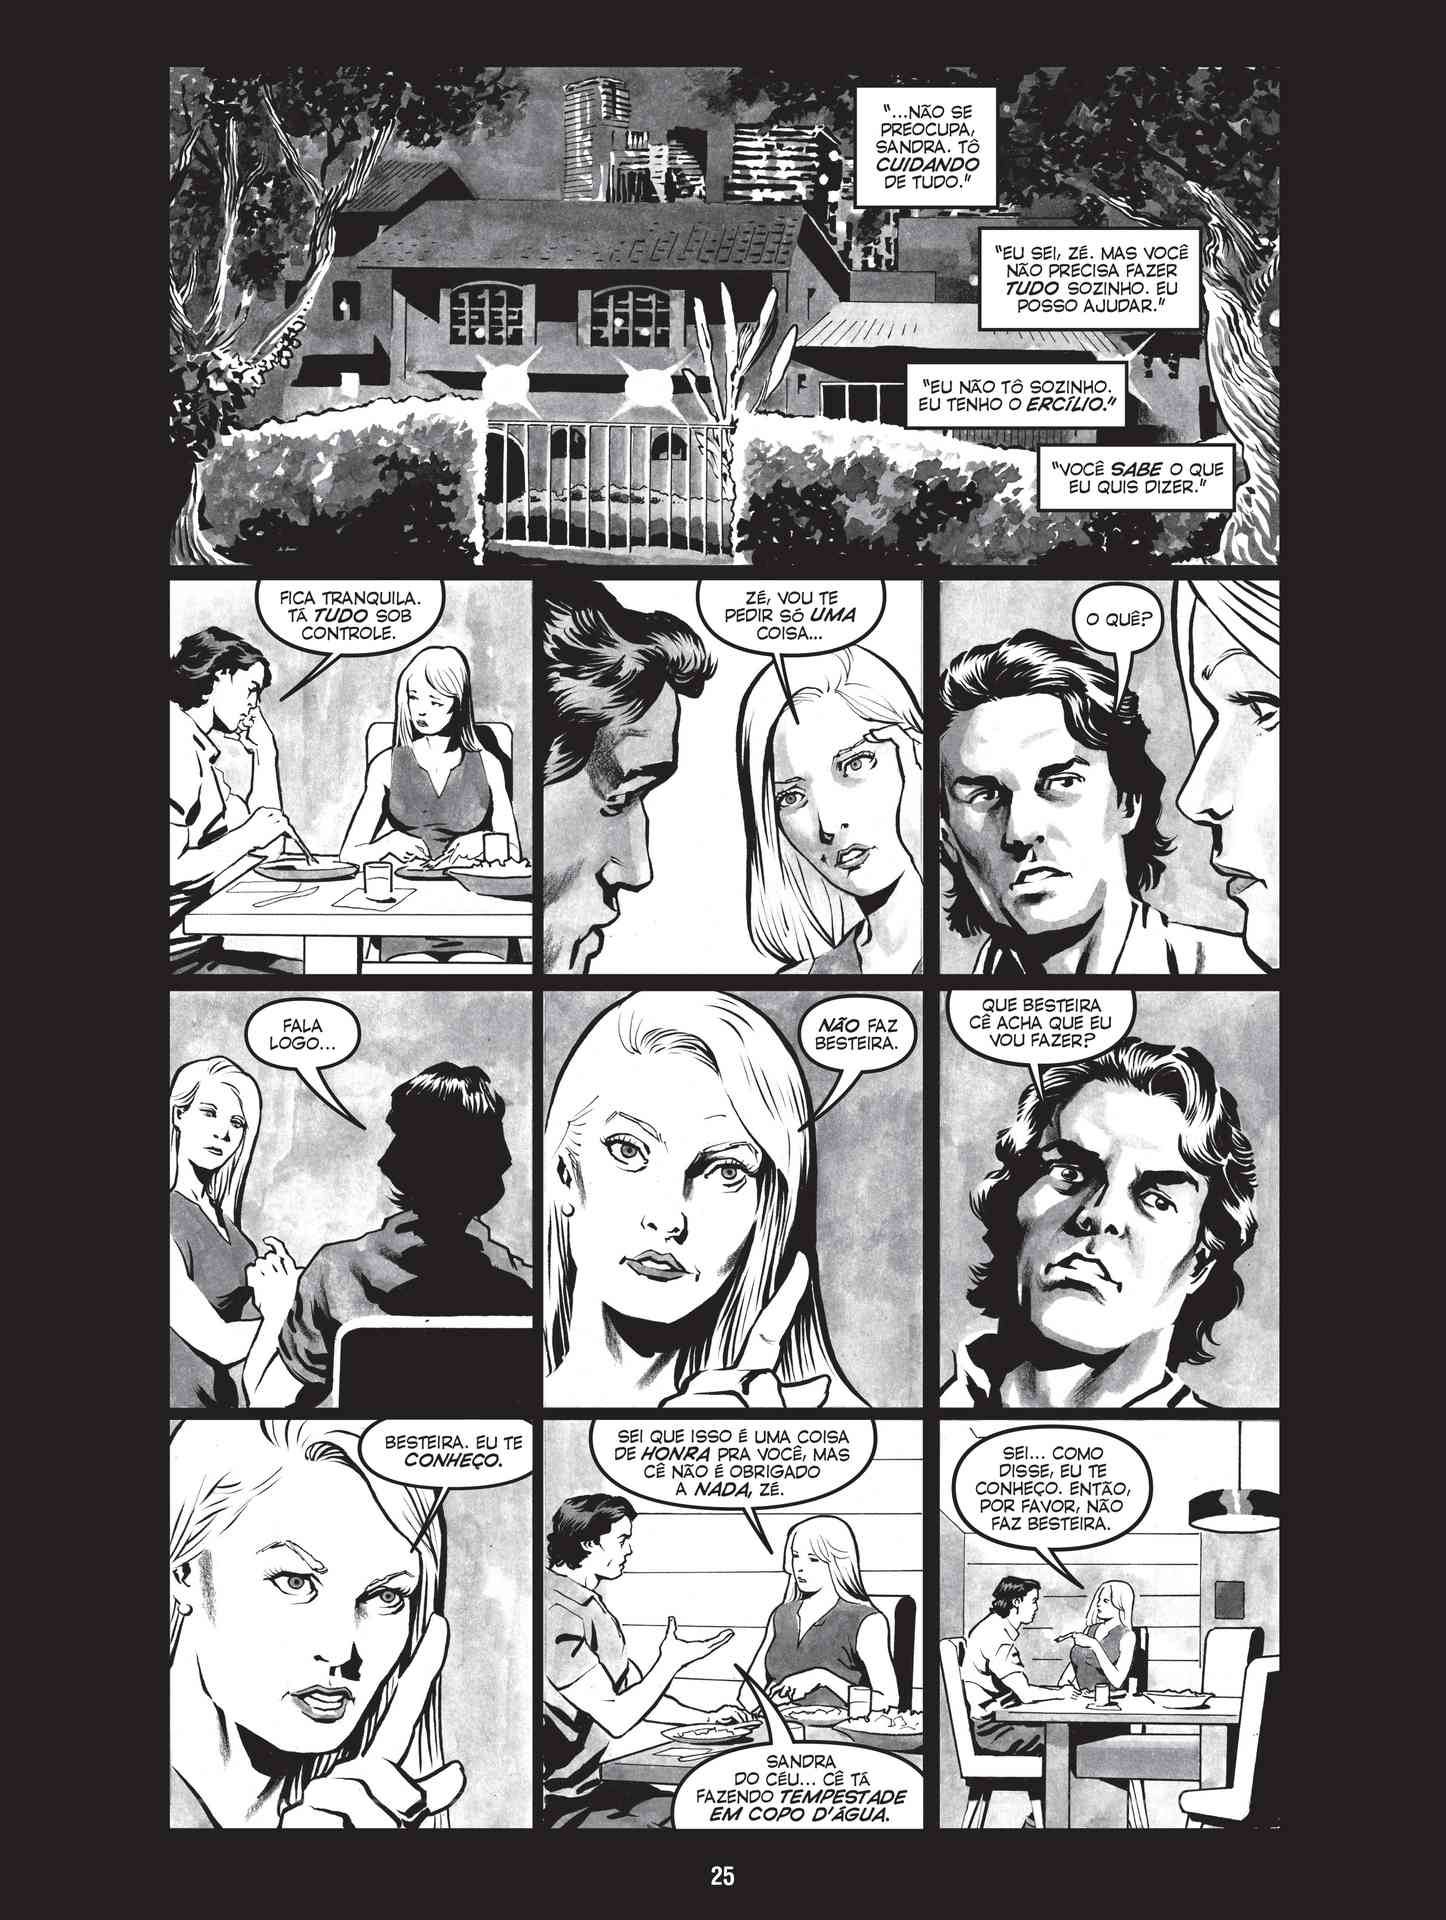 "...NÃO SE
PREOCUPA,
SANDRA. TÔ
CUIDANDO
DE TUDO."
"EU SEI, ZÉ. MAS VOCÊ
NÃO PRECISA FAZER
TUDO SOZINHO. EU
POSSO AJUDAR."
"EU NÃO TÔ SOZINHO.
EU TENHO O ERCÍLIO."
"VOCÊ SABE O QUE
EU QUIS DIZER."
FICA TRANQUILA.
TÁ TUDO SOB
CONTROLE.
ZÉ, VOU TE
PEDIR SÓ UMA
COISA...
O QUÊ?
FALA
LOGO...
NÃO FAZ
BESTEIRA.
QUE BESTEIRA
CÊ ACHA QUE EU
VOU FAZER?
BESTEIRA. EU TE
CONHEÇO.
SEI QUE ISSO É UMA COISA
DE HONRA PRA VOCÊ, MAS
CÊ NÃO É OBRIGADO
A NADA, ZÉ.
SANDRA
DO CÉU... CÊ TÁ
FAZENDO TEMPESTADE
EM COPO D'ÁGUA.
SEI... COMO
DISSE, EU TE
CONHEÇO. ENTÃO,
POR FAVOR, NÃO
FAZ BESTEIRA.
25